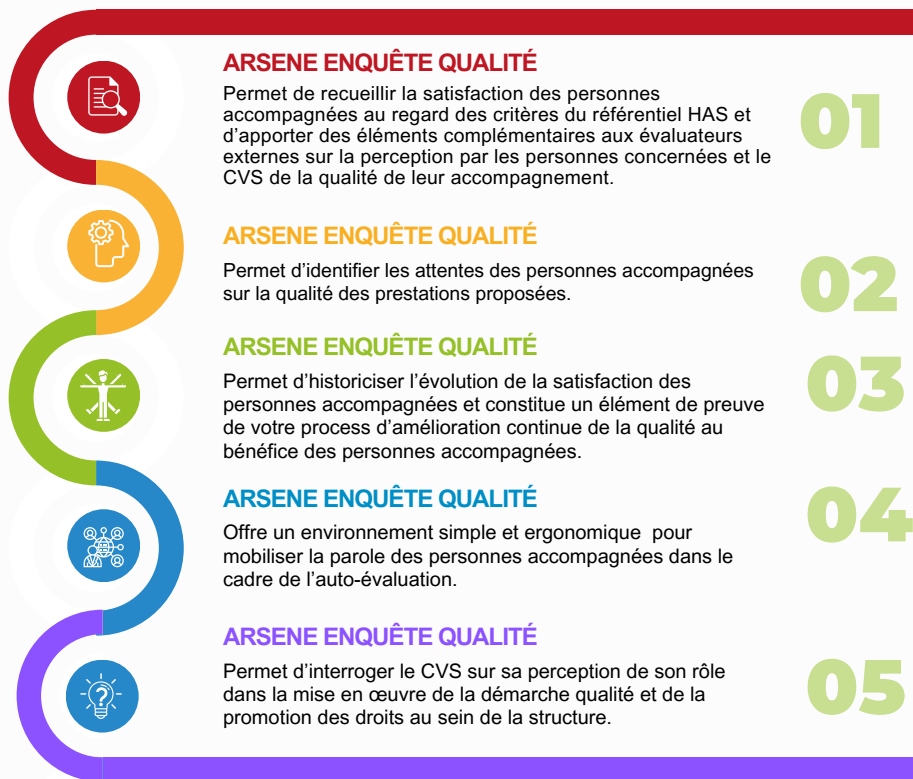 ARSENE ENQUÊTE QUALITÉ
Permet de recueillir la satisfaction des personnes
accompagnées au regard des critères du référentiel HAS et
d’apporter des éléments complémentaires aux évaluateurs
externes sur la perception par les personnes concernées et le
CVS de la qualité de leur accompagnement.
01
ARSENE ENQUÊTE QUALITÉ
Permet d’identifier les attentes des personnes accompagnées
sur la qualité des prestations proposées.
02
ARSENE ENQUÊTE QUALITÉ
Permet d’historiciser l’évolution de la satisfaction des
personnes accompagnées et constitue un élément de preuve
de votre process d’amélioration continue de la qualité au
bénéfice des personnes accompagnées.
03
ARSENE ENQUÊTE QUALITÉ
Offre un environnement simple et ergonomique  pour
mobiliser la parole des personnes accompagnées dans le
cadre de l’auto-évaluation.
04
ARSENE ENQUÊTE QUALITÉ
Permet d’interroger le CVS sur sa perception de son rôle
dans la mise en œuvre de la démarche qualité et de la
promotion des droits au sein de la structure.
05